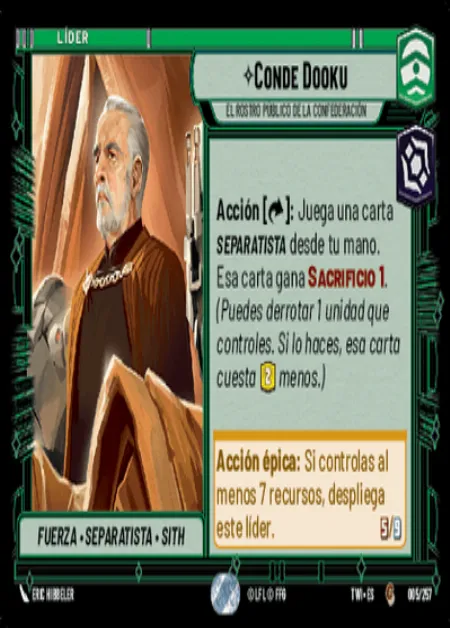 LÍDER
CONDE DOOKU
EL ROSTRO PÚBLICO DE LA CONFEDERACIÓN
Acción [ ]: Juega una carta
SEPARATISTA desde tu mano.
Esa carta gana SACRIFICIO 1.
(Puedes derrotar 1 unidad que
controles. Si lo haces, esa carta
cuesta 2 menos.)
Acción épica: Si controlas al
menos 7 recursos, despliega
este líder.
5/9
FUERZA • SEPARATISTA • SITH
ERIC HIBBELER
© LFL © FFG
TWI • ES
C
005/257